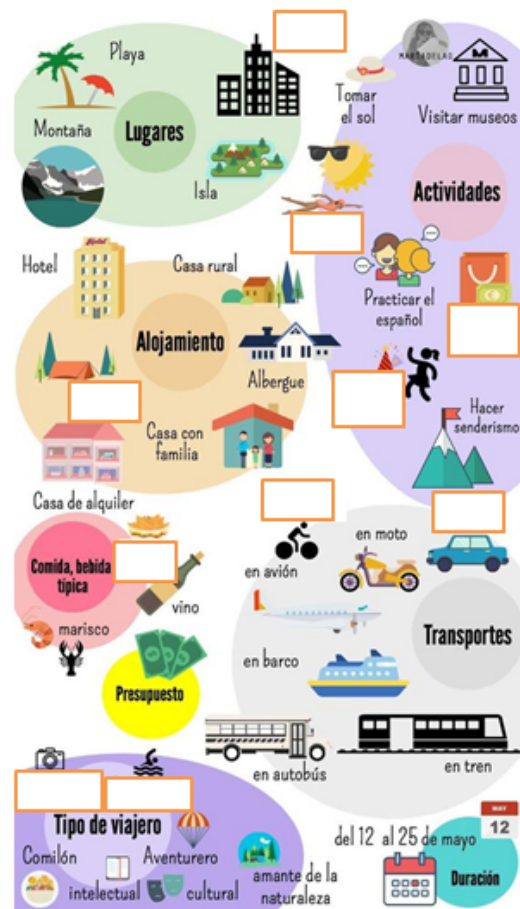 Playa
Montaña
Lugares
Isla
MARÍADELAO
Tomar
el sol
Visitar museos
Actividades
Practicar el
español
Hacer
senderismo
Hotel
Casa rural
Alojamiento
Albergue
Casa con
familia
Casa de alquiler
Comida, bebida
típica
vino
marisco
Presupuesto
en moto
en avión
Transportes
en barco
en autobús
en tren
Tipo de viajero
Comilón
Aventurero
intelectual
cultural
amante de la
naturaleza
MAY
12
del 12 al 25 de mayo
Duración